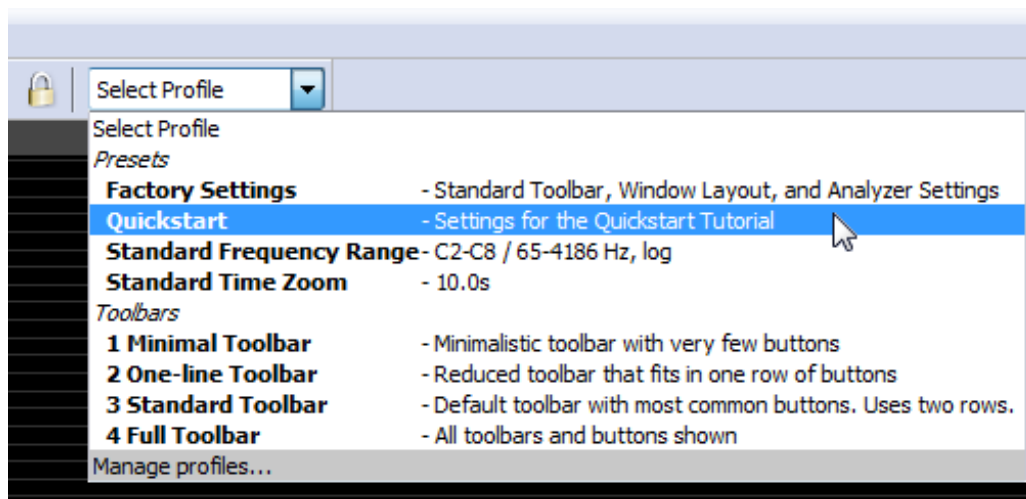 Select Profile
Select Profile
Presets
Factory Settings - Standard Toolbar, Window Layout, and Analyzer Settings
Quickstart - Settings for the Quickstart Tutorial
Standard Frequency Range - C2-C8 / 65-4186 Hz, log
Standard Time Zoom - 10.0s
Toolbars
1 Minimal Toolbar - Minimalistic toolbar with very few buttons
2 One-line Toolbar - Reduced toolbar that fits in one row of buttons
3 Standard Toolbar - Default toolbar with most common buttons. Uses two rows.
4 Full Toolbar - All toolbars and buttons shown
Manage profiles...